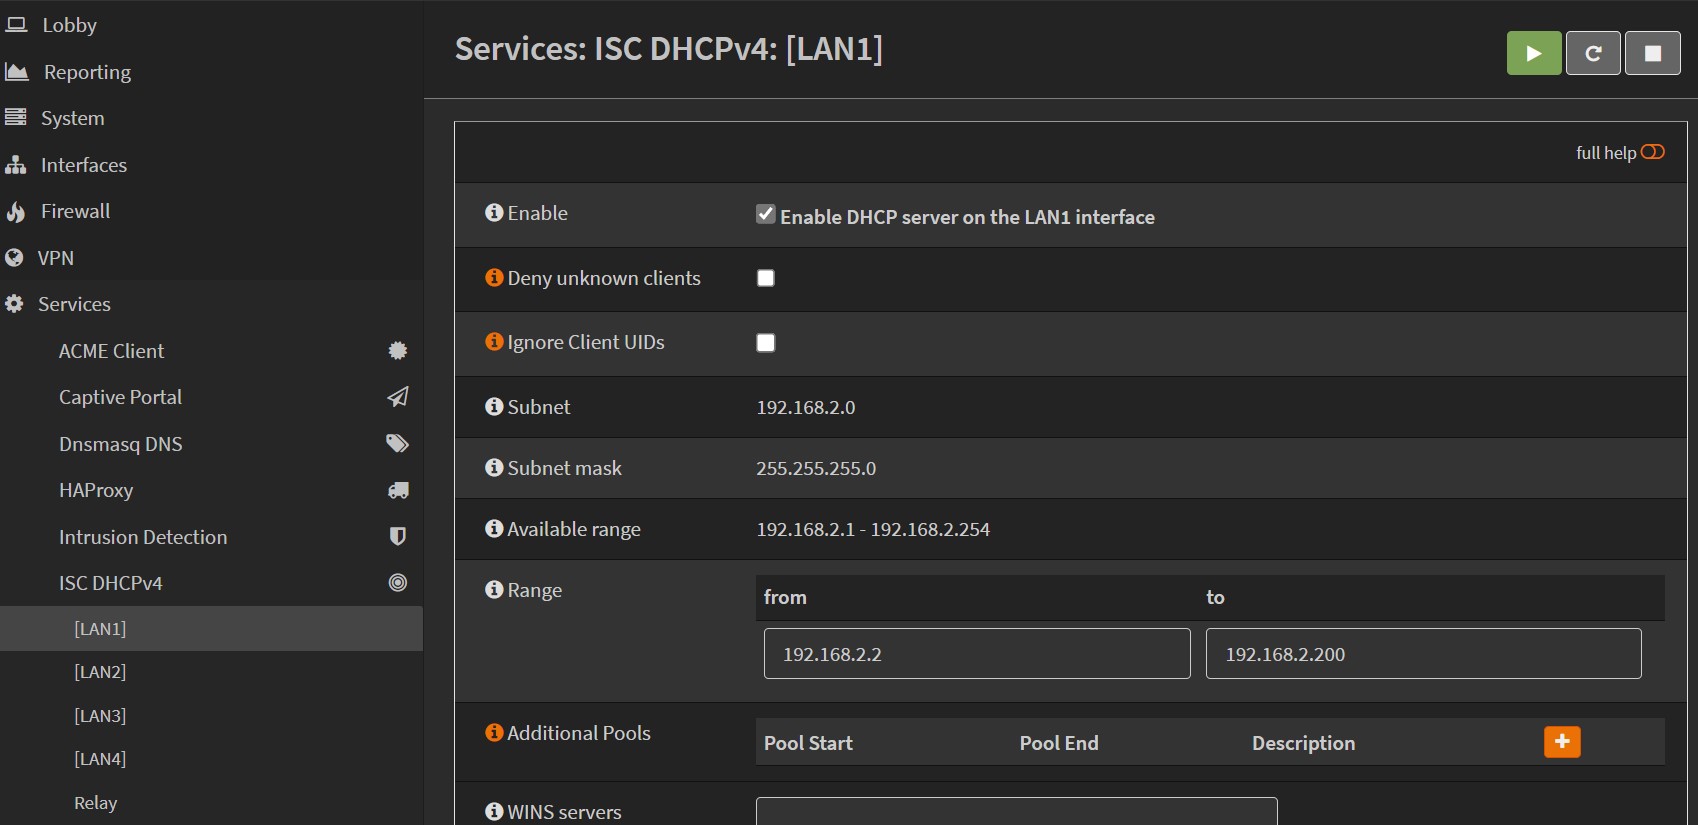 Lobby
Reporting
System
Interfaces
Firewall
VPN
Services
ACME Client
Captive Portal
Dnsmasq DNS
HAProxy
Intrusion Detection
ISC DHCPv4
[LAN1]
[LAN2]
[LAN3]
[LAN4]
Relay
Services: ISC DHCPv4: [LAN1]
full help
Enable
Enable DHCP server on the LAN1 interface
Deny unknown clients
Ignore Client UIDs
Subnet
192.168.2.0
Subnet mask
255.255.255.0
Available range
192.168.2.1 - 192.168.2.254
Range
from to
192.168.2.2 192.168.2.200
Additional Pools
Pool Start Pool End Description
WINS servers